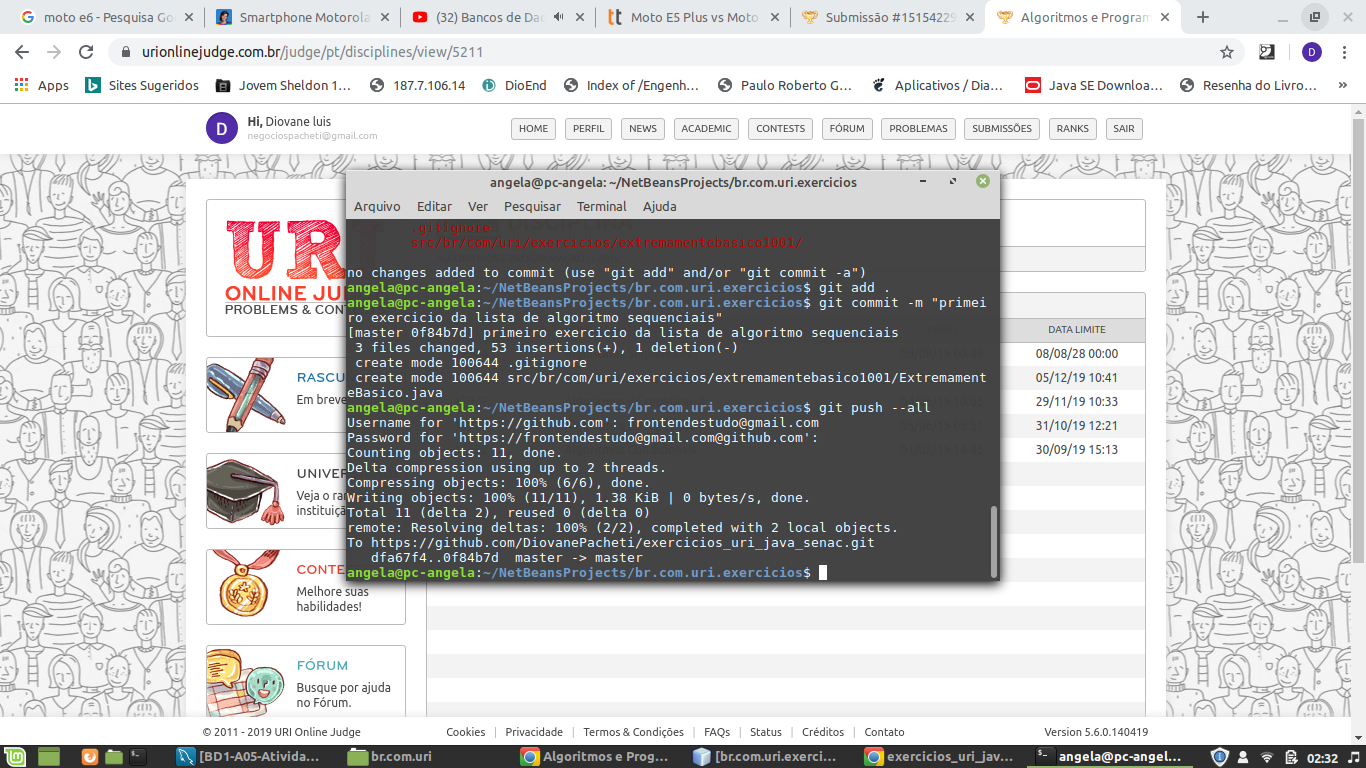 moto e6 - Pesquisa Go
Smartphone Motorola
(32) Bancos de Dad
Moto E5 Plus vs Moto
Submissão #15154229
Algoritmos e Program
urionlinejudge.com.br/judge/pt/disciplines/view/5211
D
Apps
Sites Sugeridos
Jovem Sheldon 1...
187.7.106.14
DioEnd
Index of /Engenh...
Paulo Roberto G...
Aplicativos / Dia...
Java SE Downloa...
Resenha do Livro...
»
D
Hi, Diovane luis
negociospacheti@gmail.com
HOME
PERFIL
NEWS
ACADEMIC
CONTESTS
FÓRUM
PROBLEMAS
SUBMISSÕES
RANKS
SAIR
angela@pc-angela: ~/NetBeansProjects/br.com.uri.exercicios
Arquivo Editar Ver Pesquisar Terminal Ajuda
.gitignore
src/br/com/uri/exercicios/extremamentebasico1001/
no changes added to commit (use "git add" and/or "git commit -a")
angela@pc-angela:~/NetBeansProjects/br.com.uri.exercicios$ git add .
angela@pc-angela:~/NetBeansProjects/br.com.uri.exercicios$ git commit -m "primei
ro exercicio da lista de algoritmo sequenciais"
[master 0f84b7d] primeiro exercicio da lista de algoritmo sequenciais
3 files changed, 53 insertions(+), 1 deletion(-)
create mode 100644 .gitignore
create mode 100644 src/br/com/uri/exercicios/extremamentebasico1001/Extremament
eBasico.java
angela@pc-angela:~/NetBeansProjects/br.com.uri.exercicios$ git push --all
Username for 'https://github.com': frontendestudo@gmail.com
Password for 'https://frontendestudo@gmail.com@github.com':
Counting objects: 11, done.
Delta compression using up to 2 threads.
Compressing objects: 100% (6/6), done.
Writing objects: 100% (11/11), 1.38 KiB | 0 bytes/s, done.
Total 11 (delta 2), reused 0 (delta 0)
remote: Resolving deltas: 100% (2/2), completed with 2 local objects.
To https://github.com/DiovanePacheti/exercicios_uri_java_senac.git
dfa67f4..0f84b7d master -> master
angela@pc-angela:~/NetBeansProjects/br.com.uri.exercicios$
URI
ONLINE JU
PROBLEMS & CON
RASCU
Em breve
UNIVER
Veja o ran
instituiçã
CONTE
Melhore suas
habilidades!
FÓRUM
Busque por ajuda
no Fórum.
DATA LIMITE
08/08/28 00:00
05/12/19 10:41
29/11/19 10:33
31/10/19 12:21
30/09/19 15:13
© 2011 - 2019 URI Online Judge
Cookies | Privacidade | Termos & Condições | FAQs | Status | Créditos | Contato
Version 5.6.0.140419
[BD1-A05-Ativida...
br.com.uri
Algoritmos e Prog...
[br.com.uri.exerci...
exercicios_uri_jav...
angela@pc-angel...
02:32